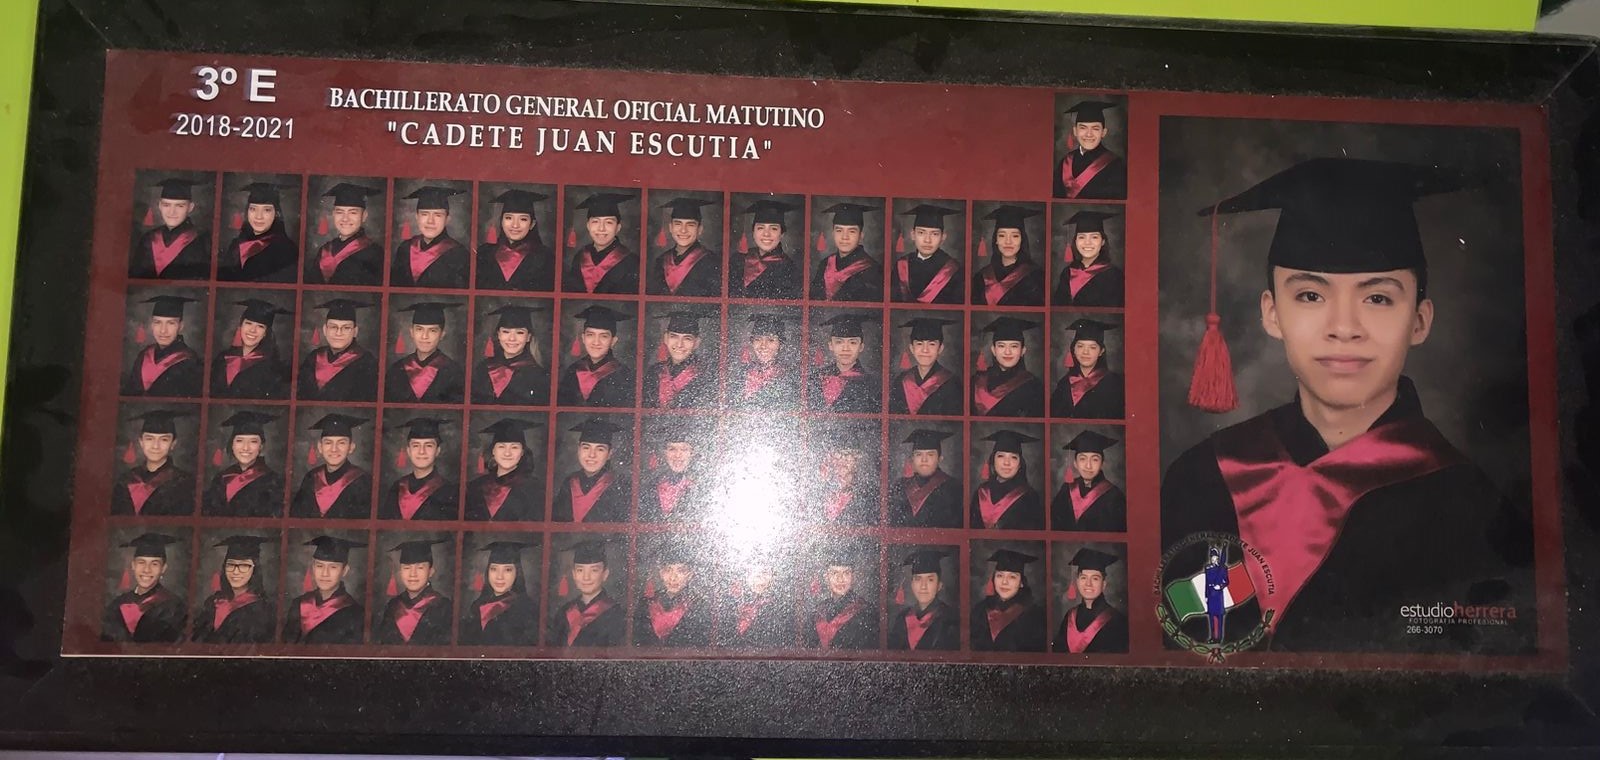 3º E
2018-2021
BACHILLERATO GENERAL OFICIAL MATUTINO
"CADETE JUAN ESCUTIA"
BACHILLERATO GENERAL CADETE JUAN ESCUTIA
estudioherrera
FOTOGRAFIA PROFESIONAL
266-3070